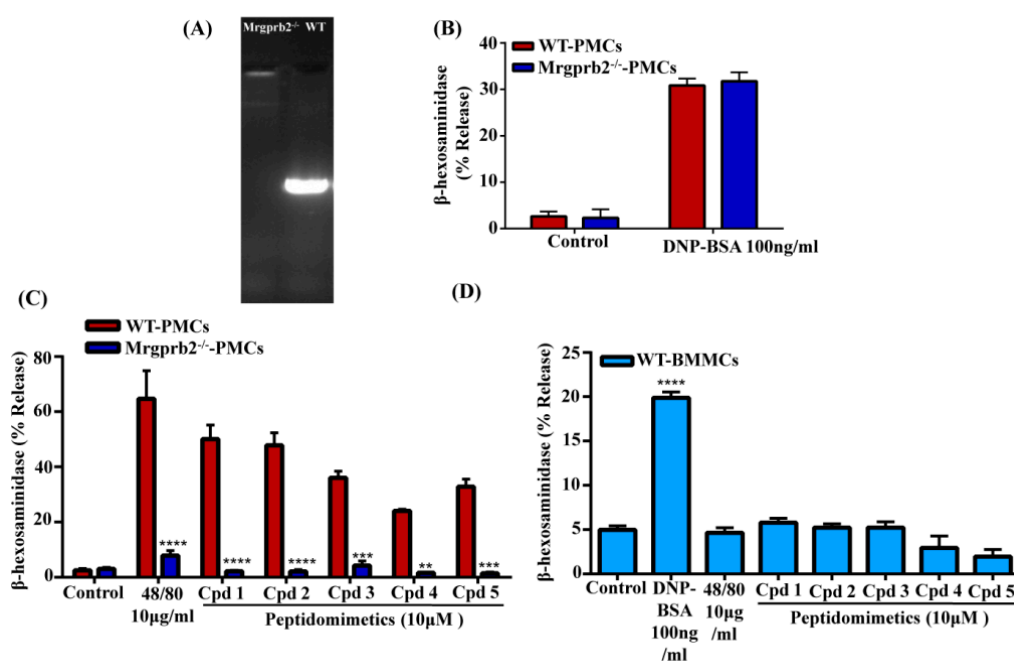 (A)
Mrgprb2-/- WT
(B)
WT-PMCs
Mrgprb2-/--PMCs
β-hexosaminidase
(% Release)
40
30
20
10
0
Control
DNP-BSA 100ng/ml
(C)
WT-PMCs
Mrgprb2-/--PMCs
β-hexosaminidase (% Release)
80
60
40
20
0
****
****
****
***
**
***
Control
48/80
10μg/ml
Cpd 1
Cpd 2
Cpd 3
Cpd 4
Cpd 5
Peptidomimetics (10μM )
(D)
WT-BMMCs
β-hexosaminidase (% Release)
25
20
15
10
5
0
****
Control
DNP-
BSA
100ng
/ml
48/80
10μg
/ml
Cpd 1
Cpd 2
Cpd 3
Cpd 4
Cpd 5
Peptidomimetics (10μM )